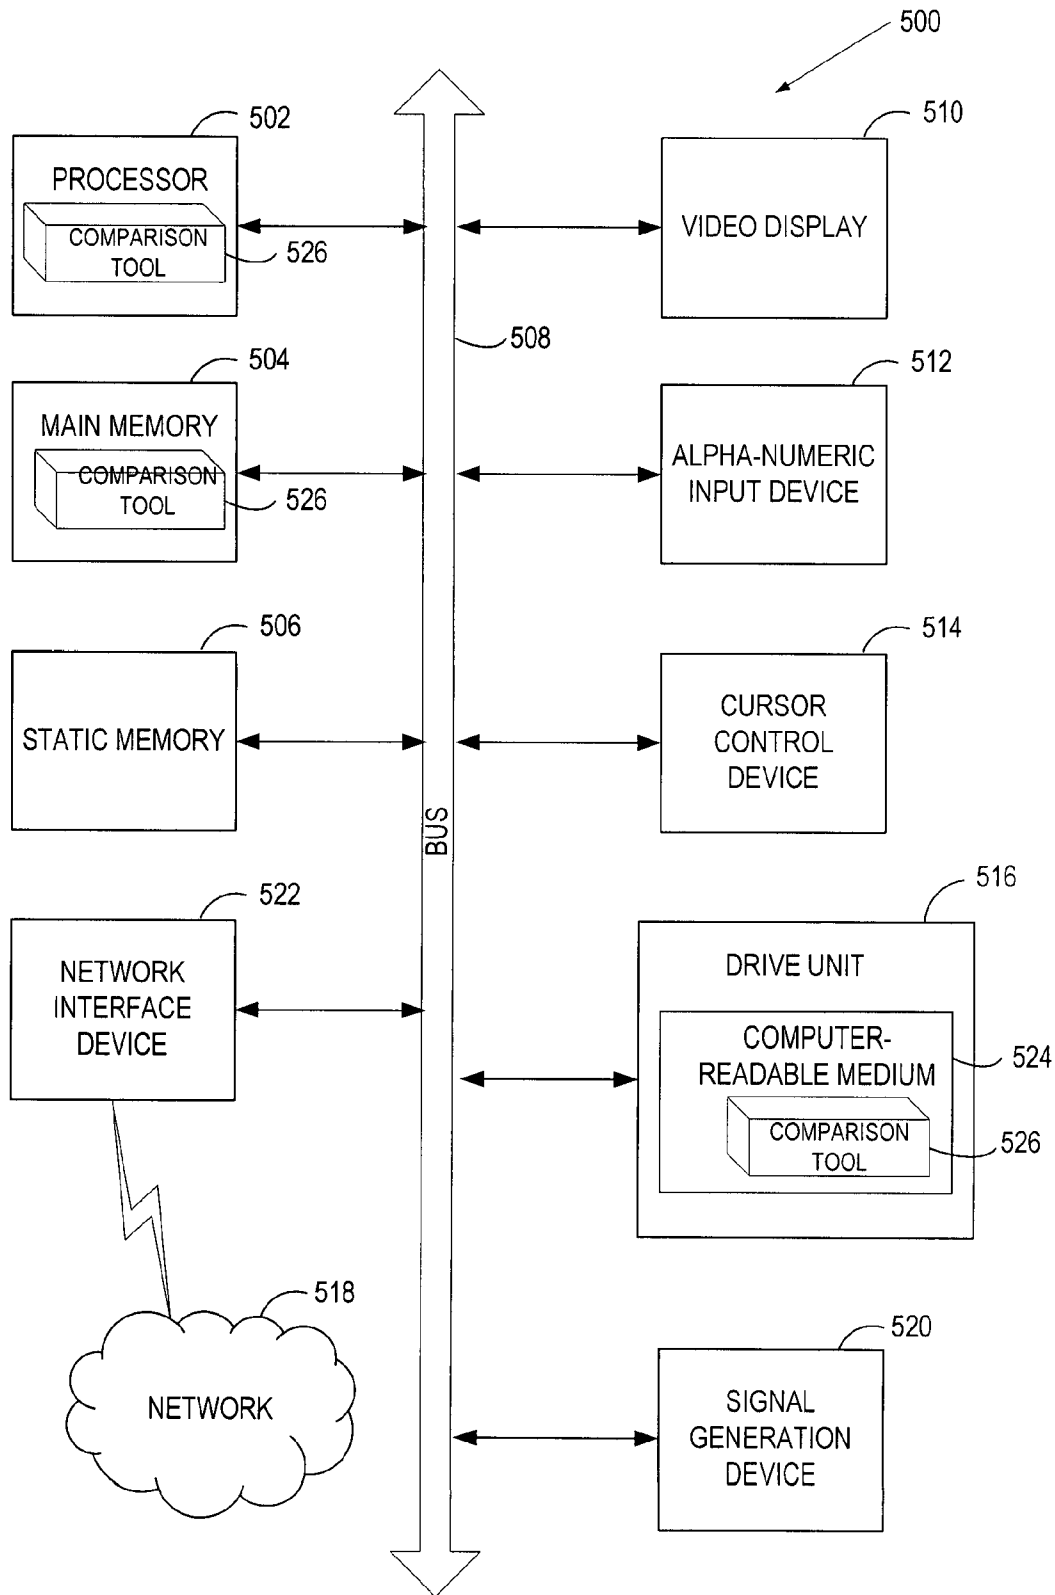 500
502
PROCESSOR
COMPARISON
TOOL
526
510
VIDEO DISPLAY
508
504
MAIN MEMORY
COMPARISON
TOOL
526
512
ALPHA-NUMERIC
INPUT DEVICE
506
STATIC MEMORY
514
CURSOR
CONTROL
DEVICE
BUS
522
NETWORK
INTERFACE
DEVICE
516
DRIVE UNIT
COMPUTER-
READABLE MEDIUM
524
COMPARISON
TOOL
526
518
NETWORK
520
SIGNAL
GENERATION
DEVICE